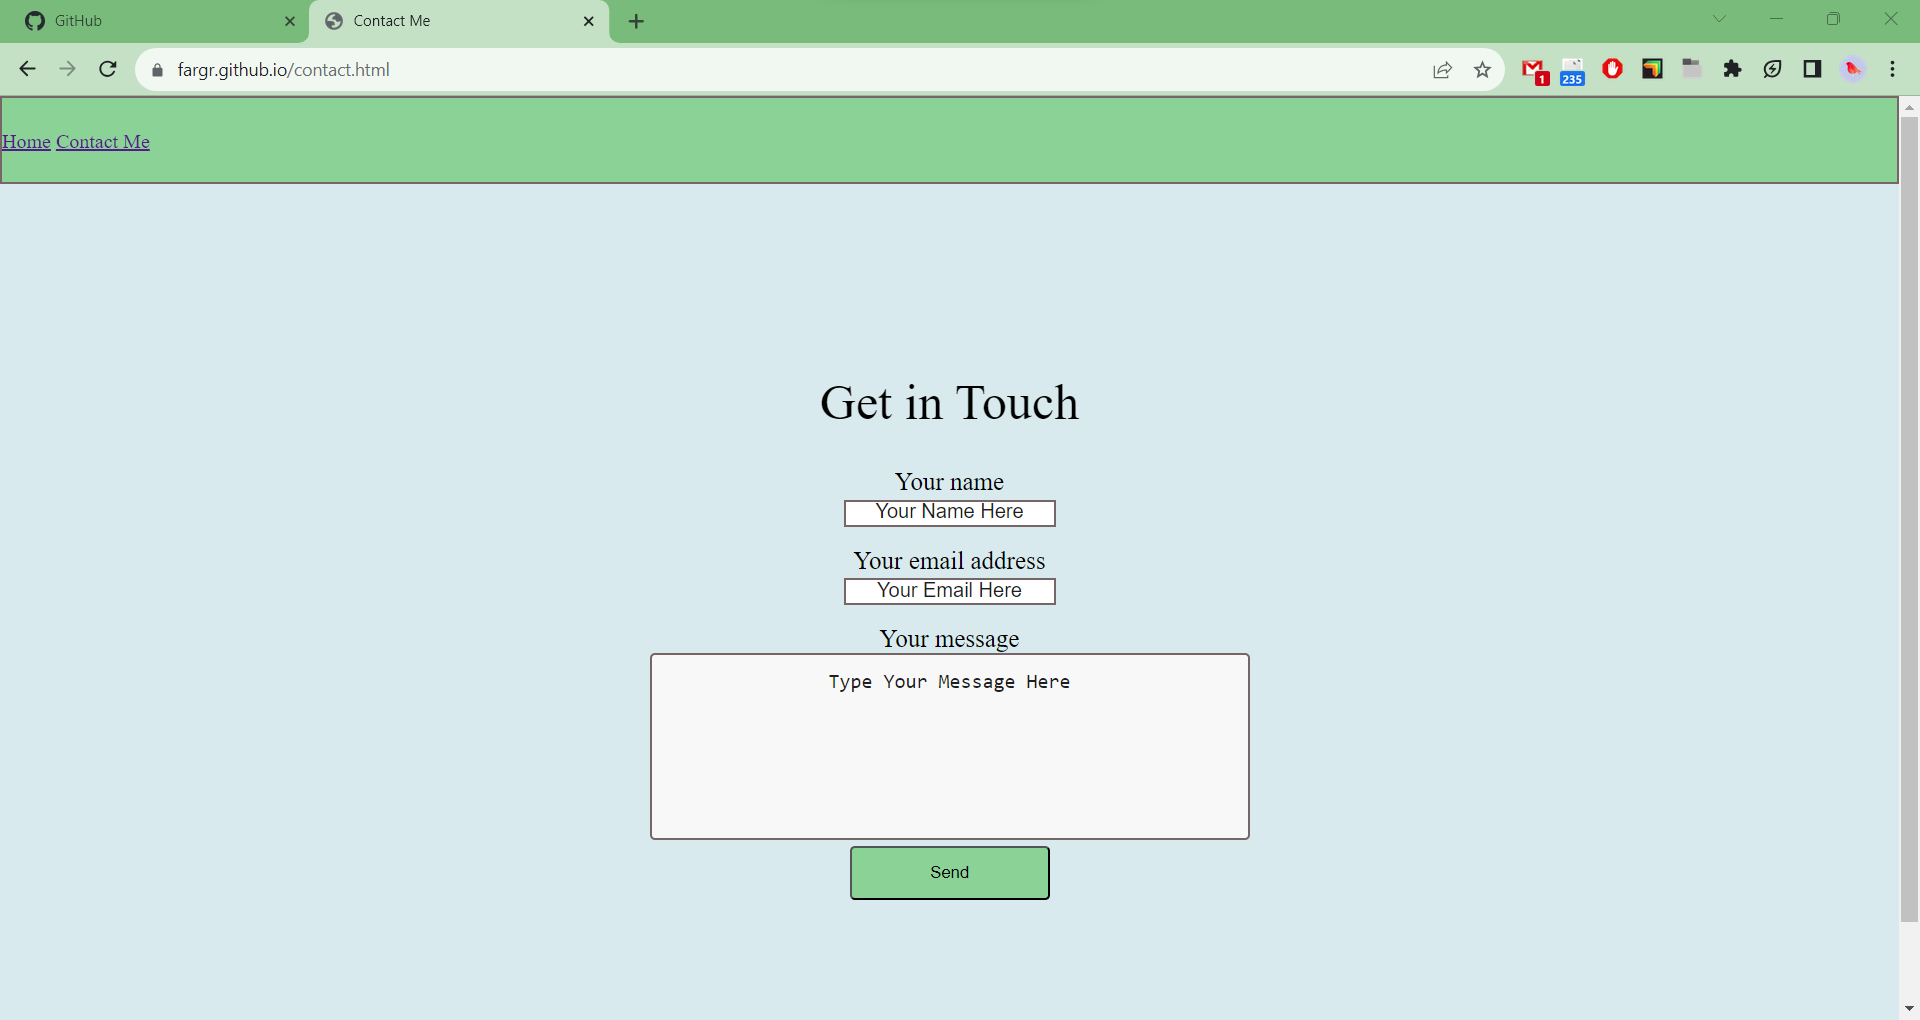 GitHub
Contact Me
fargr.github.io/contact.html
1
235
Home Contact Me
Get in Touch
Your name
Your Name Here
Your email address
Your Email Here
Your message
Type Your Message Here
Send